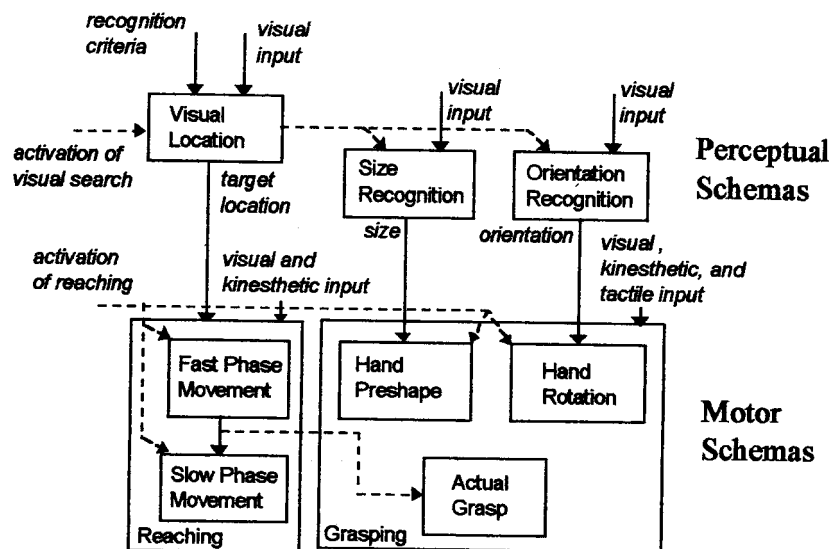 recognition
criteria
visual
input
Visual
Location
visual
input
visual
input
activation of
visual search
target
location
Size
Recognition
Orientation
Recognition
Perceptual
Schemas
size
orientation
activation
of reaching
visual and
kinesthetic input
visual ,
kinesthetic, and
tactile input
Fast Phase
Movement
Hand
Preshape
Hand
Rotation
Motor
Schemas
Slow Phase
Movement
Actual
Grasp
Reaching
Grasping